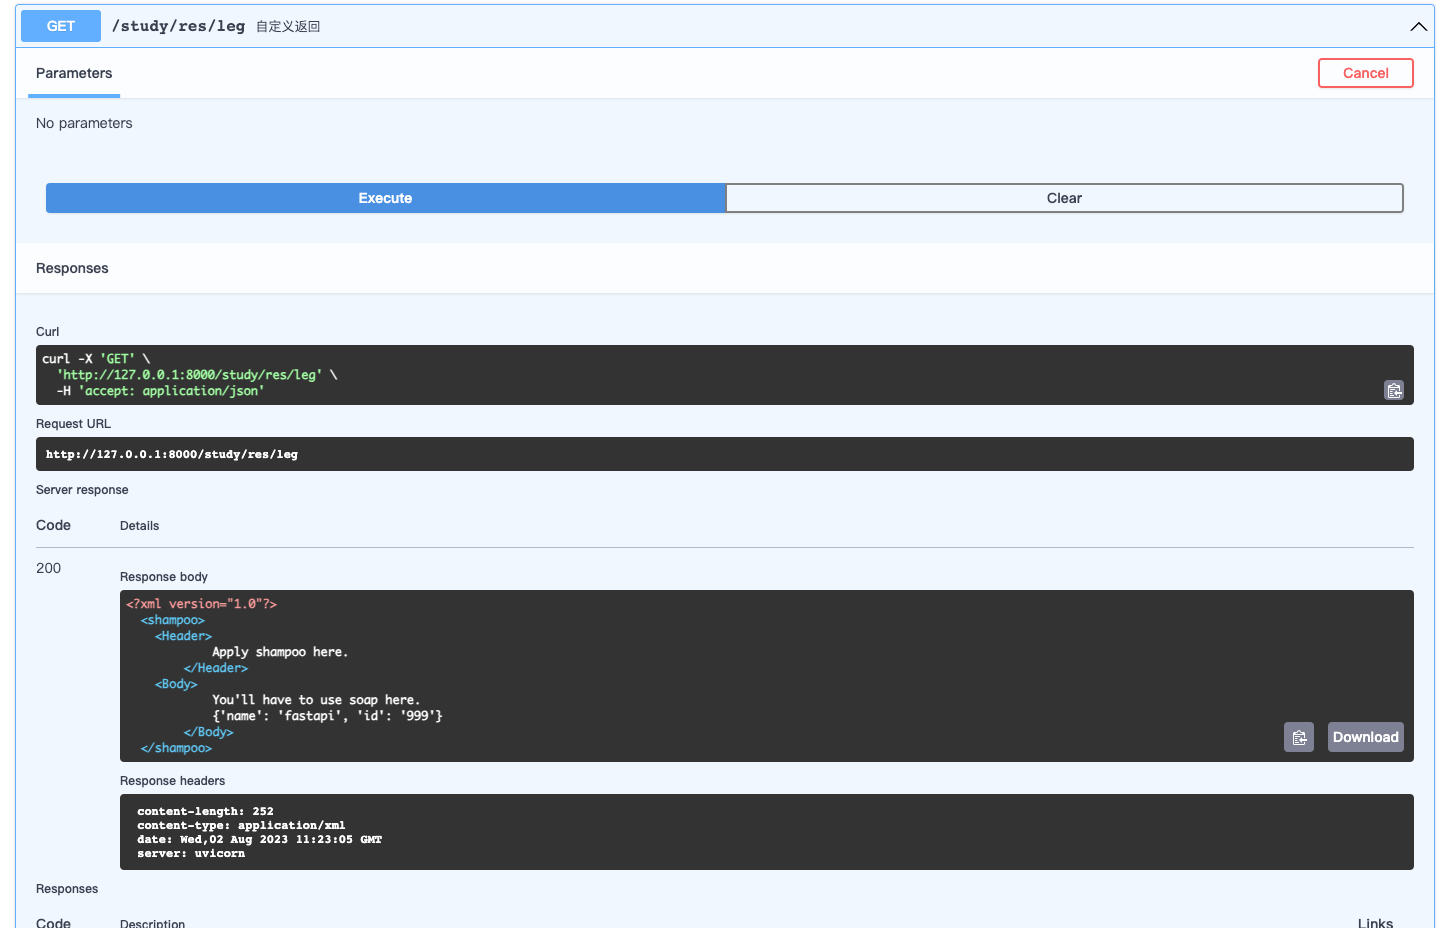 GET /study/res/leg 自定义返回
Parameters
Cancel
No parameters
Execute
Clear
Responses
Curl
curl -X 'GET' \
'http://127.0.0.1:8000/study/res/leg' \
-H 'accept: application/json'
Request URL
http://127.0.0.1:8000/study/res/leg
Server response
Code Details
200
Response body
<?xml version="1.0"?>
<shampoo>
<Header>
Apply shampoo here.
</Header>
<Body>
You'll have to use soap here.
{'name': 'fastapi', 'id': '999'}
</Body>
</shampoo>
Download
Response headers
content-length: 252
content-type: application/xml
date: Wed,02 Aug 2023 11:23:05 GMT
server: uvicorn
Responses
Code Description Links